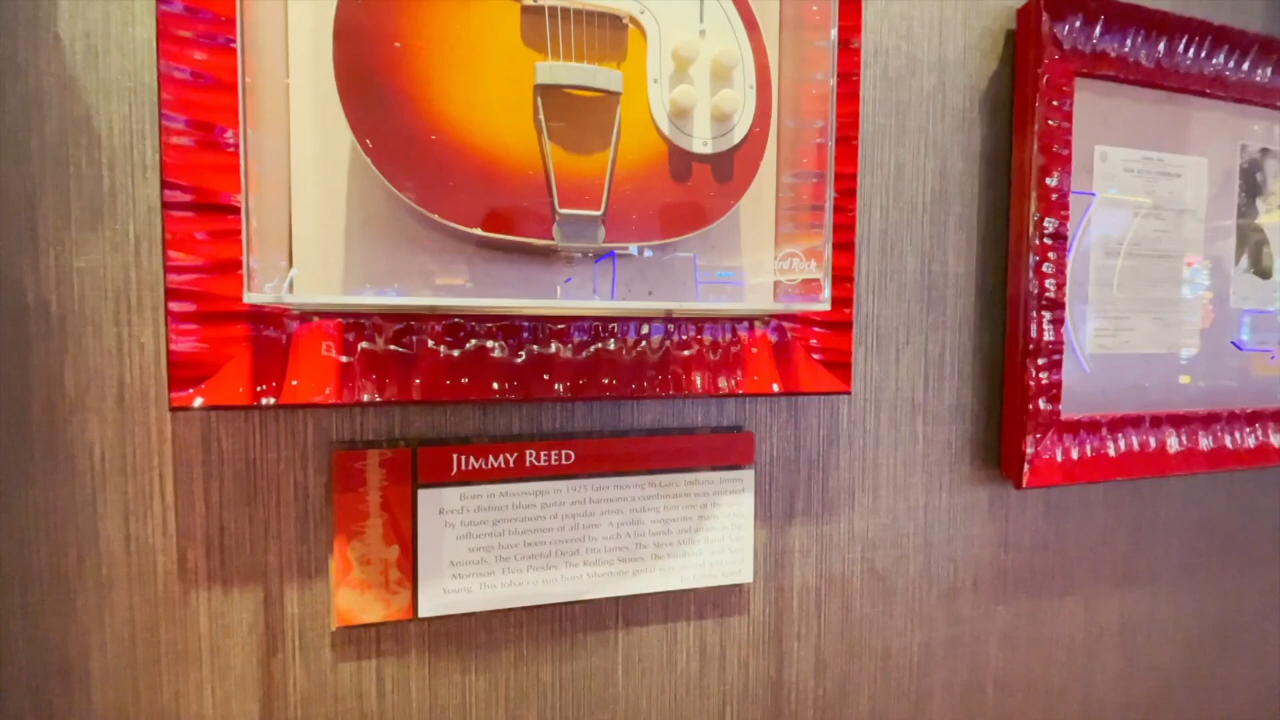 ard Rock
JIMMY REED
Born in Mississippi in 1925 later moving to Gary, Indiana, Jimmy
Reed's distinct blues guitar and harmonica combination was imitated
by future generations of popular artists, making him one of the most
influential bluesmen of all time. A prolific songwriter many of his
songs have been covered by such A list bands and artists as The
Animals, The Grateful Dead, Etta James, The Steve Miller Band, Van
Morrison, Elvis Presley, The Rolling Stones, The Yardbirds and Neil
Young. This tobacco sun burst Silvertone guitar was owned and used
by Jimmy Reed.